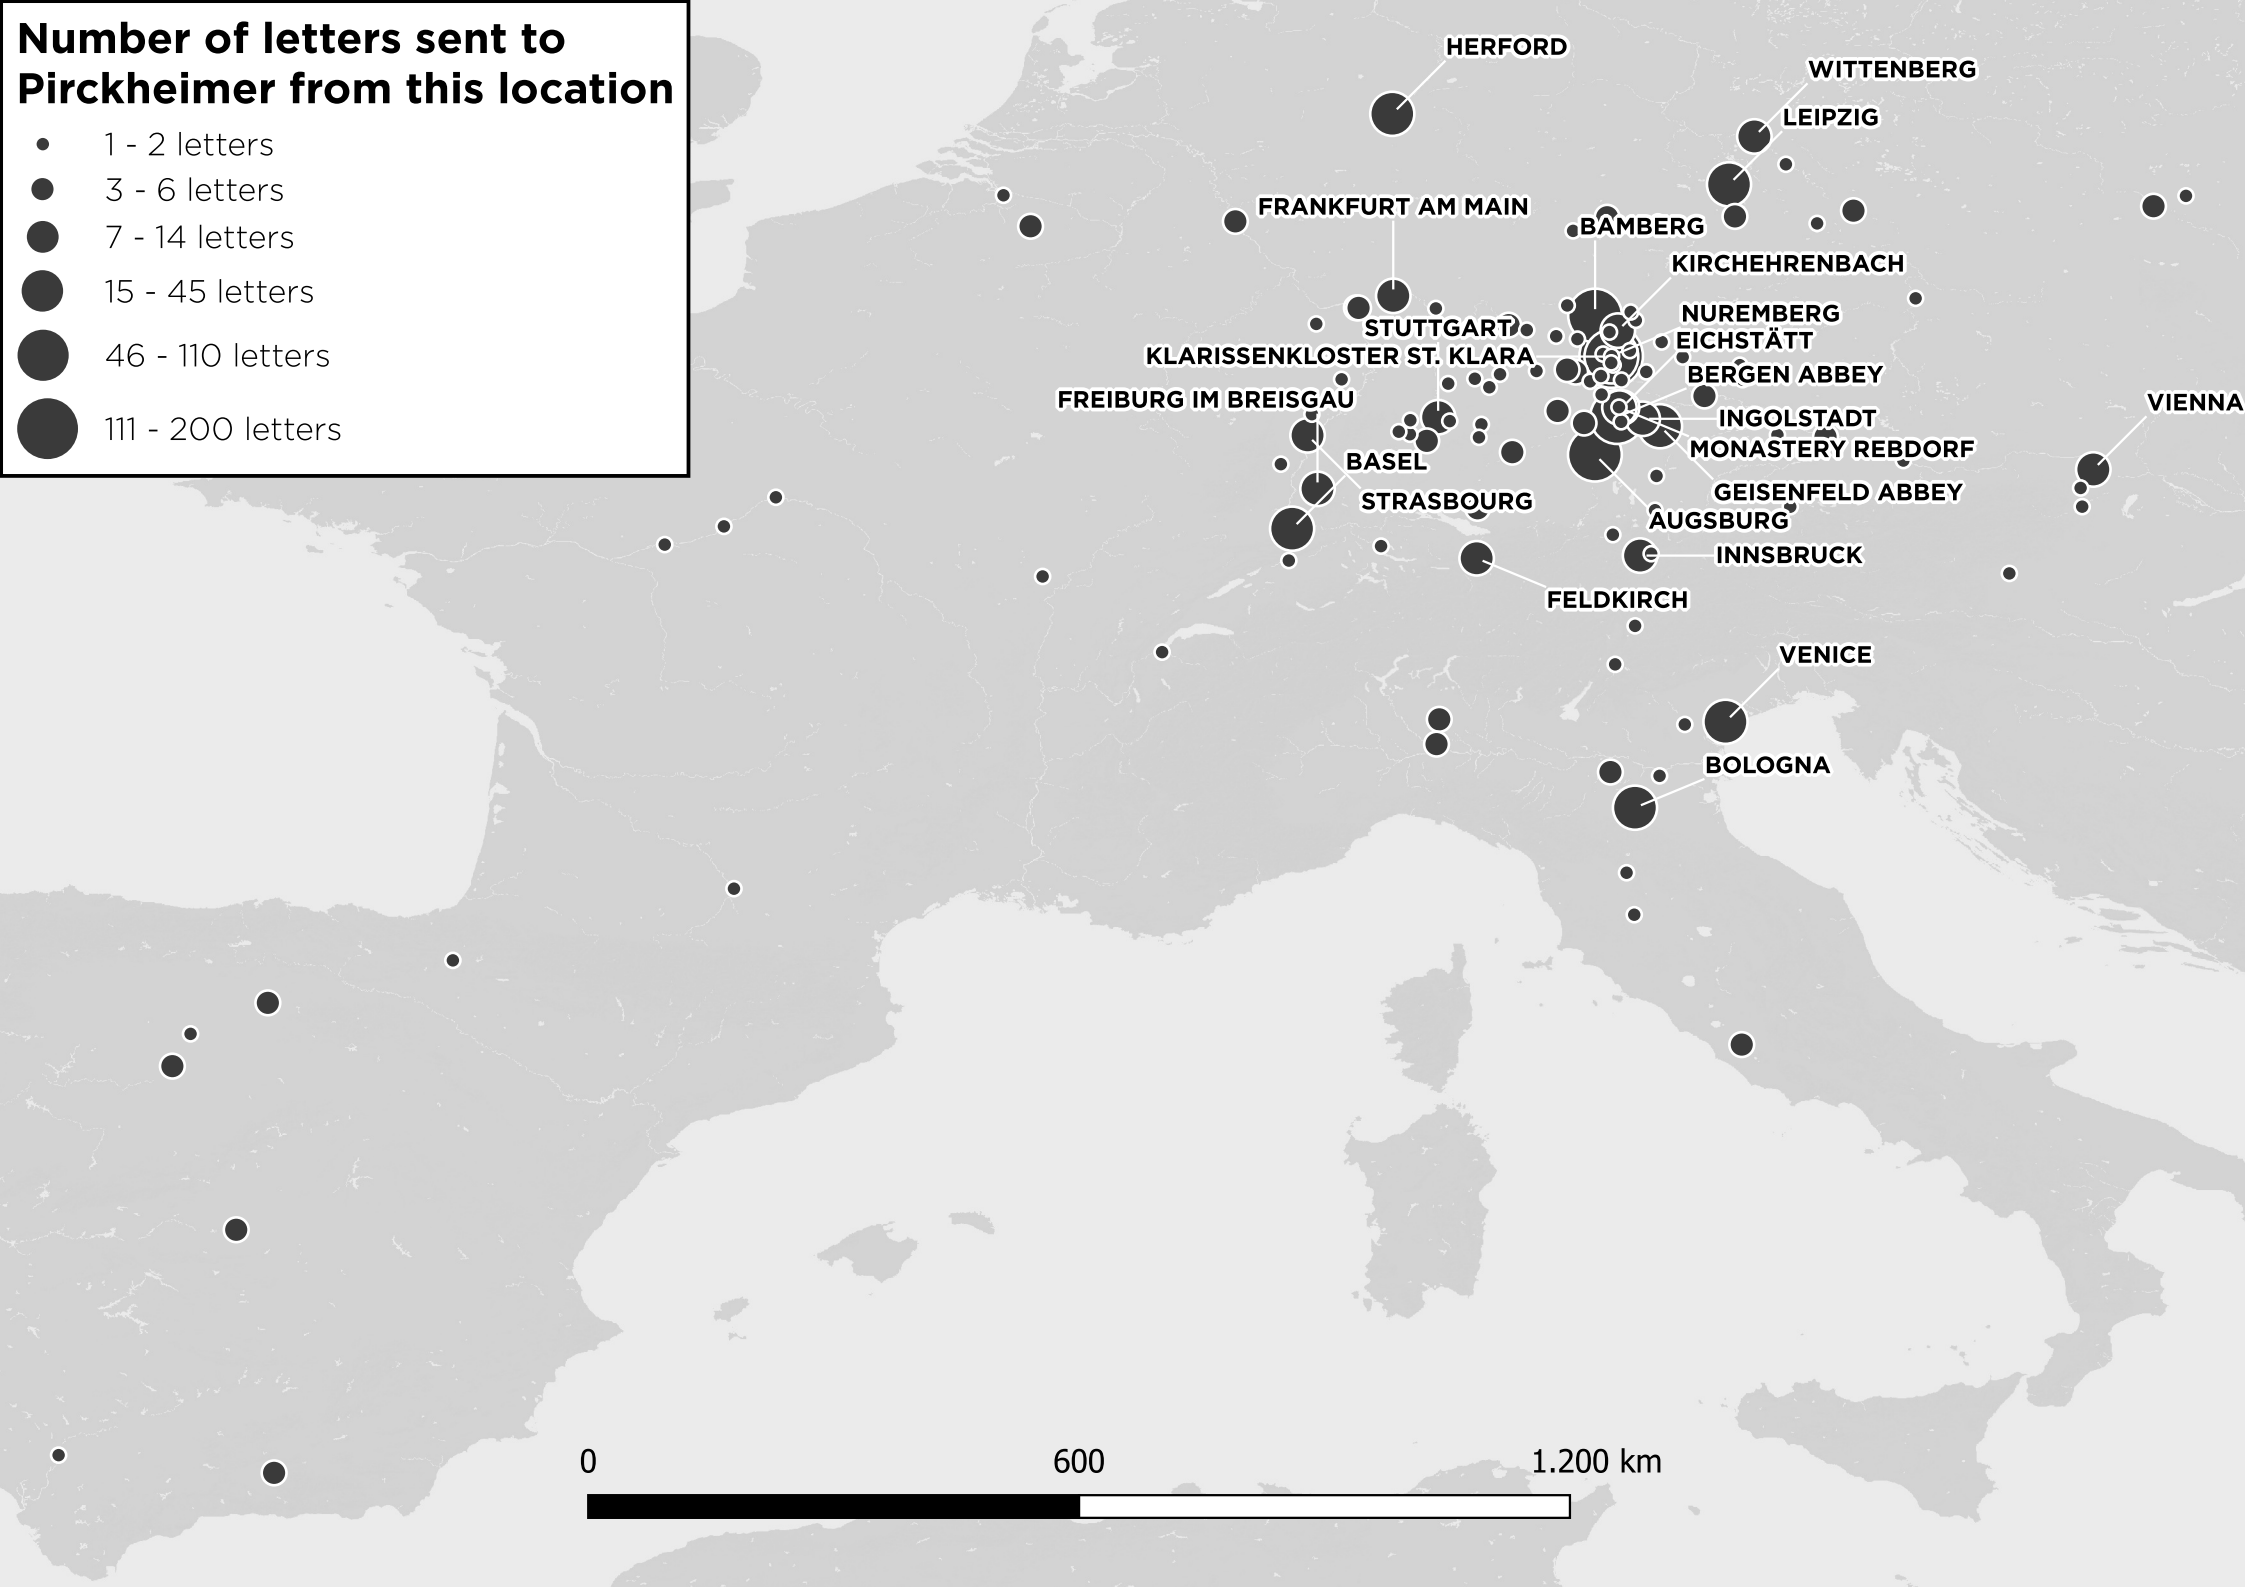 Number of letters sent to
Pirckheimer from this location
1 - 2 letters
3 - 6 letters
7 - 14 letters
15 - 45 letters
46 - 110 letters
111 - 200 letters
HERFORD
WITTENBERG
LEIPZIG
FRANKFURT AM MAIN
BAMBERG
KIRCHEHRENBACH
NUREMBERG
STUTTGART
EICHSTÄTT
KLARISSENKLOSTER ST. KLARA
BERGEN ABBEY
FREIBURG IM BREISGAU
VIENNA
INGOLSTADT
MONASTERY REBDORF
BASEL
GEISENFELD ABBEY
STRASBOURG
AUGSBURG
INNSBRUCK
FELDKIRCH
VENICE
BOLOGNA
0 600 1.200 km